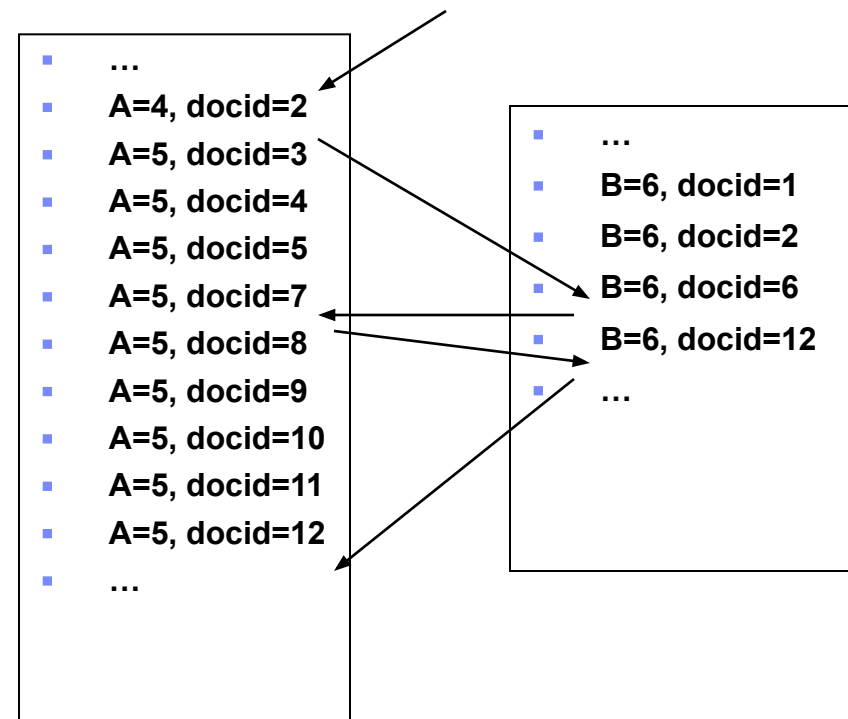 …
A=4, docid=2
A=5, docid=3
A=5, docid=4
A=5, docid=5
A=5, docid=7
A=5, docid=8
A=5, docid=9
A=5, docid=10
A=5, docid=11
A=5, docid=12
…
…
B=6, docid=1
B=6, docid=2
B=6, docid=6
B=6, docid=12
…